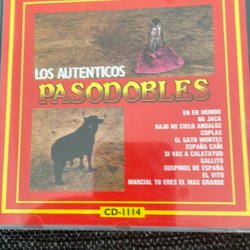 LOS AUTENTICOS
PASODOBLES
EN ER MUNDO
MI JACA
BAJO MI CIELO ANDALUZ
COPLAS
EL GATO MONTES
ESPAÑA CAÑI
SI VAS A CALATAYUD
GALLITO
SUSPIROS DE ESPAÑA
EL VITO
MARCIAL TU ERES EL MAS GRANDE
CD-1114